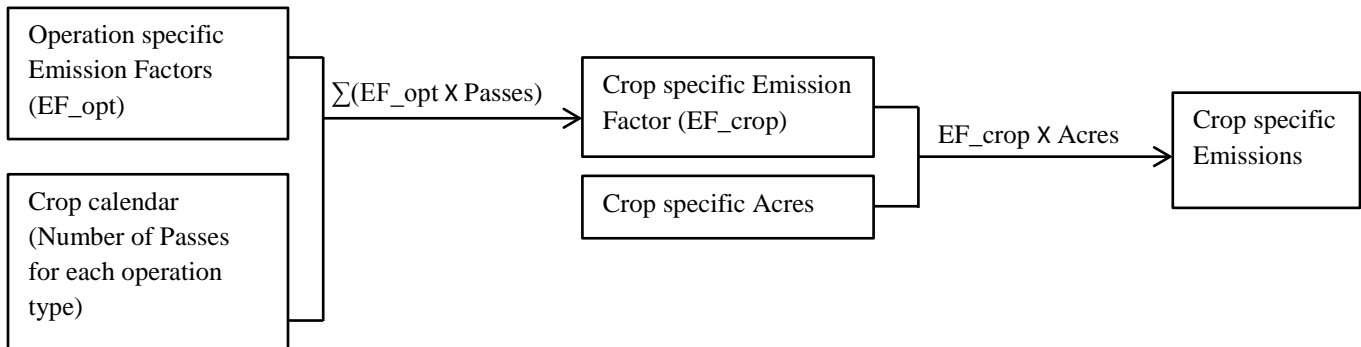 Operation specific
Emission Factors
(EF_opt)
Crop calendar
(Number of Passes
for each operation
type)
∑(EF_opt X Passes)
Crop specific Emission
Factor (EF_crop)
Crop specific Acres
EF_crop X Acres
Crop specific
Emissions